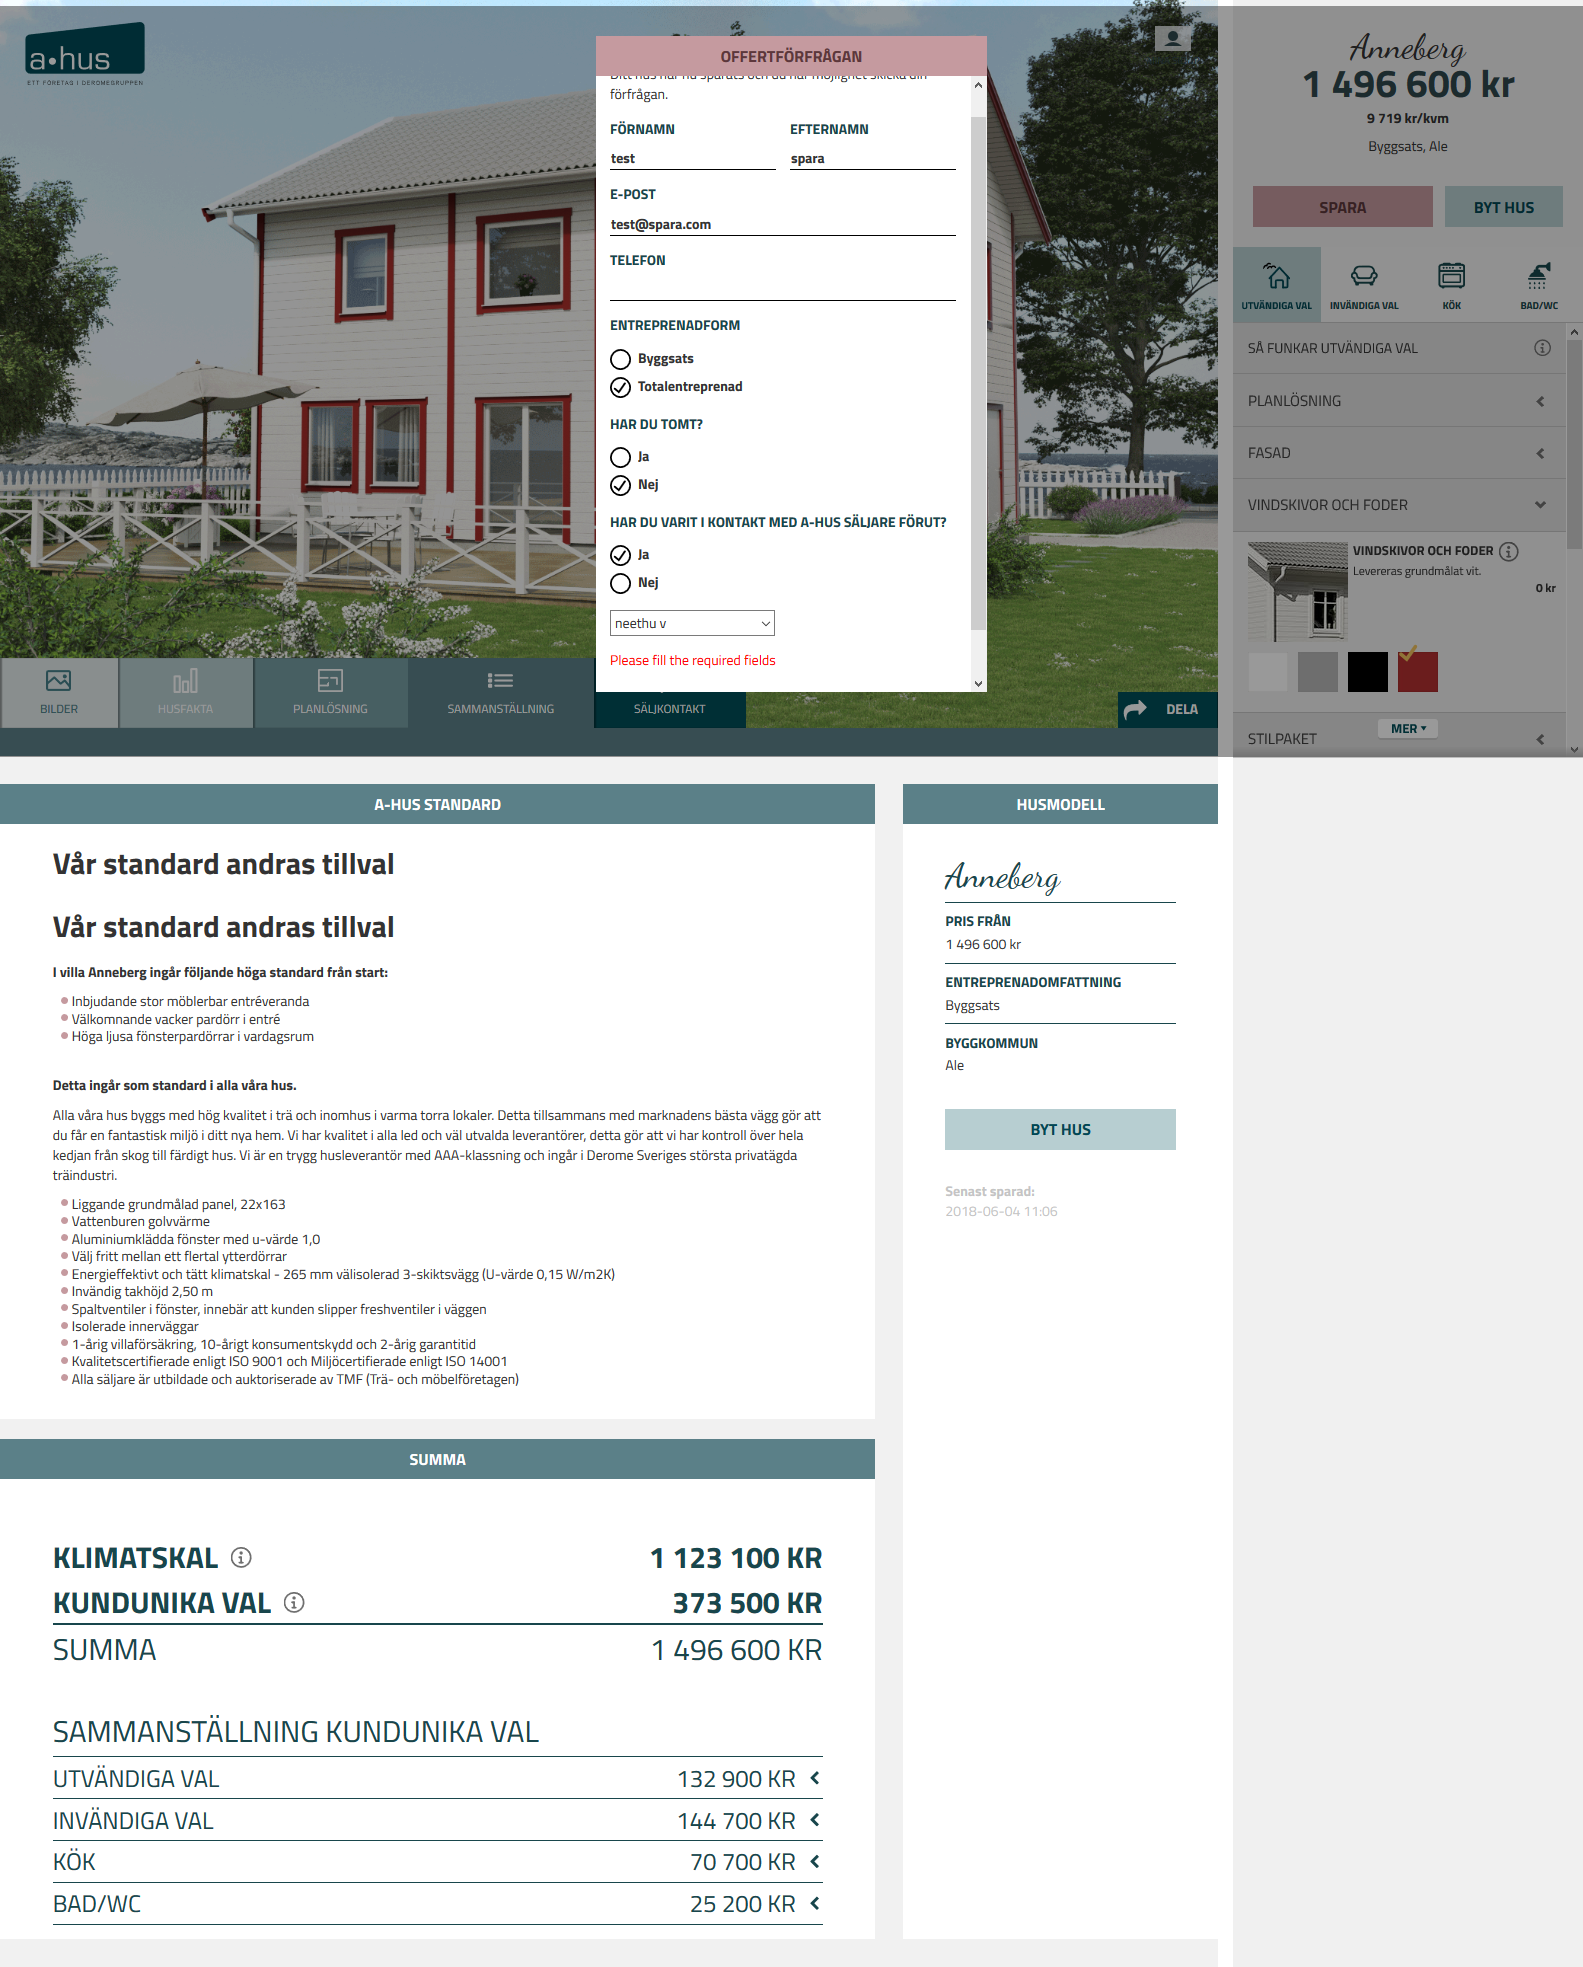 a•hus
ETT FÖRETAG I DEROMEGRUPPEN
OFFERTFÖRFRÅGAN
Ditt hus har nu sparats och du har möjlighet skicka din
förfrågan.
FÖRNAMN
EFTERNAMN
test
spara
E-POST
test@spara.com
TELEFON
ENTREPRENADFORM
Byggsats
Totalentreprenad
HAR DU TOMT?
Ja
Nej
HAR DU VARIT I KONTAKT MED A-HUS SÄLJARE FÖRUT?
Ja
Nej
neethu v
Please fill the required fields
BILDER
HUSFAKTA
PLANLÖSNING
SAMMANSTÄLLNING
SÄLJKONTAKT
DELA
Anneberg
1 496 600 kr
9 719 kr/kvm
Byggsats, Ale
SPARA
BYT HUS
UTVÄNDIGA VAL
INVÄNDIGA VAL
KÖK
BAD/WC
SÅ FUNKAR UTVÄNDIGA VAL
PLANLÖSNING
FASAD
VINDSKIVOR OCH FODER
VINDSKIVOR OCH FODER
Levereras grundmålat vit.
0 kr
STILPAKET
MER
A-HUS STANDARD
Vår standard andras tillval
Vår standard andras tillval
I villa Anneberg ingår följande höga standard från start:
Inbjudande stor möblerbar entréveranda
Välkomnande vacker pardörr i entré
Höga ljusa fönsterpardörrar i vardagsrum
Detta ingår som standard i alla våra hus.
Alla våra hus byggs med hög kvalitet i trä och inomhus i varma torra lokaler. Detta tillsammans med marknadens bästa vägg gör att
du får en fantastisk miljö i ditt nya hem. Vi har kvalitet i alla led och väl utvalda leverantörer, detta gör att vi har kontroll över hela
kedjan från skog till färdigt hus. Vi är en trygg husleverantör med AAA-klassning och ingår i Derome Sveriges största privatägda
träindustri.
Liggande grundmålad panel, 22x163
Vattenburen golvvärme
Aluminiumklädda fönster med u-värde 1,0
Välj fritt mellan ett flertal ytterdörrar
Energieffektivt och tätt klimatskal - 265 mm välisolerad 3-skiktsvägg (U-värde 0,15 W/m2K)
Invändig takhöjd 2,50 m
Spaltventiler i fönster, innebär att kunden slipper freshventiler i väggen
Isolerade innerväggar
1-årig villaförsäkring, 10-årigt konsumentskydd och 2-årig garantitid
Kvalitetscertifierade enligt ISO 9001 och Miljöcertifierade enligt ISO 14001
Alla säljare är utbildade och auktoriserade av TMF (Trä- och möbelföretagen)
HUSMODELL
Anneberg
PRIS FRÅN
1 496 600 kr
ENTREPRENADOMFATTNING
Byggsats
BYGGKOMMUN
Ale
BYT HUS
Senast sparad:
2018-06-04 11:06
SUMMA
KLIMATSKAL 1 123 100 KR
KUNDUNIKA VAL 373 500 KR
SUMMA 1 496 600 KR
SAMMANSTÄLLNING KUNDUNIKA VAL
UTVÄNDIGA VAL 132 900 KR
INVÄNDIGA VAL 144 700 KR
KÖK 70 700 KR
BAD/WC 25 200 KR